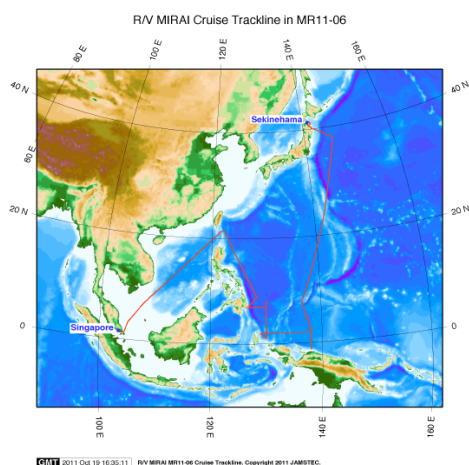 R/V MIRAI Cruise Trackline in MR11-06
80 E
100 E
120 E
140 E
160 E
40 N
40 N
Sekinehama
60 E
20 N
20 N
0
Singapore
0
100 E
120 E
140 E
160 E
GMT 2011 Oct 19 16:35:11 R/V MIRAI MR11-06 Cruise Trackline. Copyright 2011 JAMSTEC.